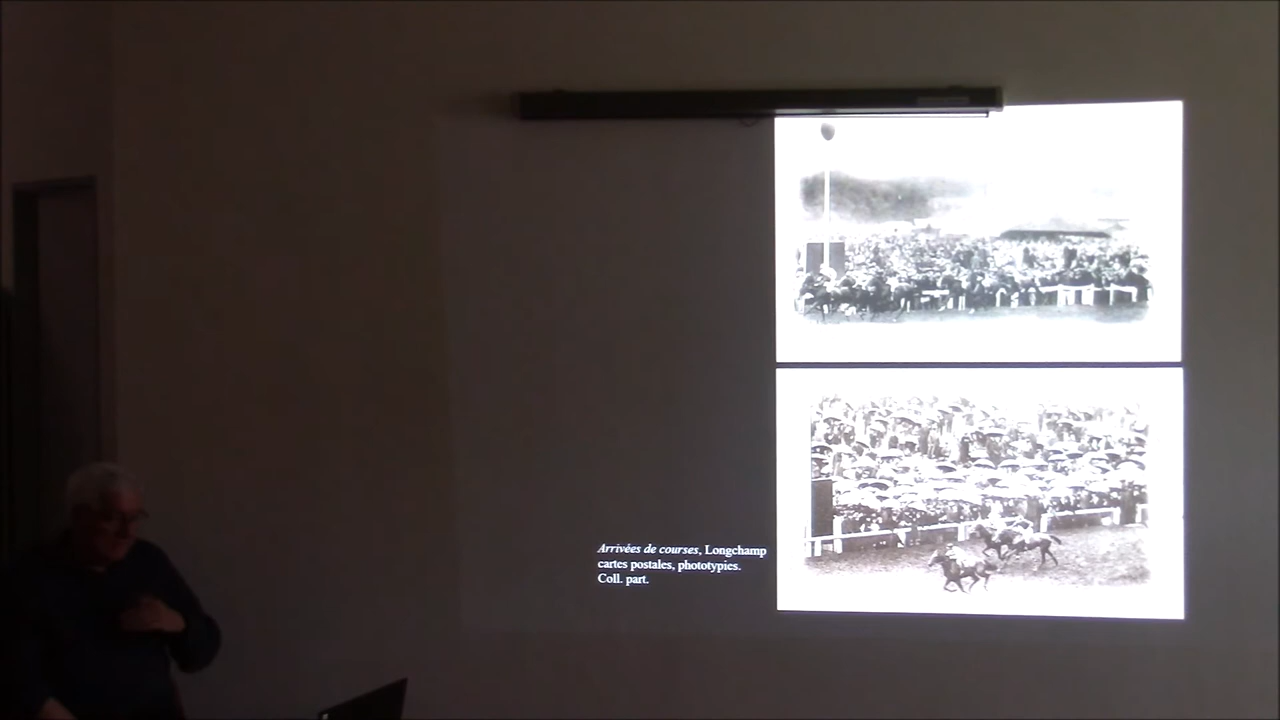 Arrivées de courses, Longchamp
cartes postales, phototypies.
Coll. part.